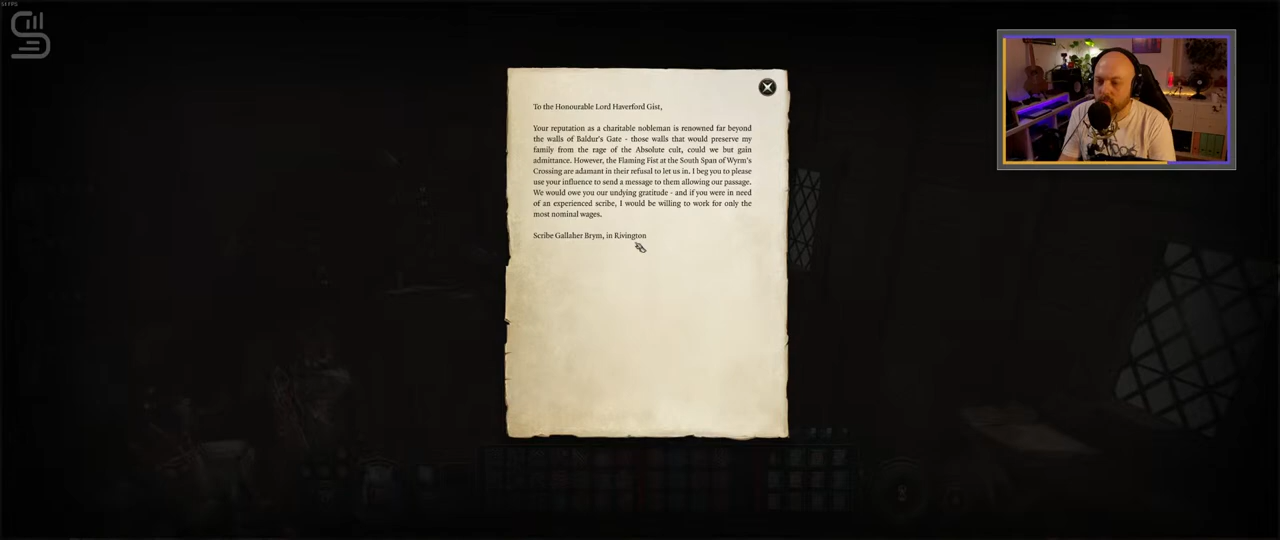 51 FPS
To the Honourable Lord Haverford Gist,
Your reputation as a charitable nobleman is renowned far beyond
the walls of Baldur's Gate - those walls that would preserve my
family from the rage of the Absolute cult, could we but gain
admittance. However, the Flaming Fist at the South Span of Wyrm's
Crossing are adamant in their refusal to let us in. I beg you to please
use your influence to send a message to them allowing our passage.
We would owe you our undying gratitude - and if you were in need
of an experienced scribe, I would be willing to work for only the
most nominal wages.
Scribe Gallaher Brym, in Rivington